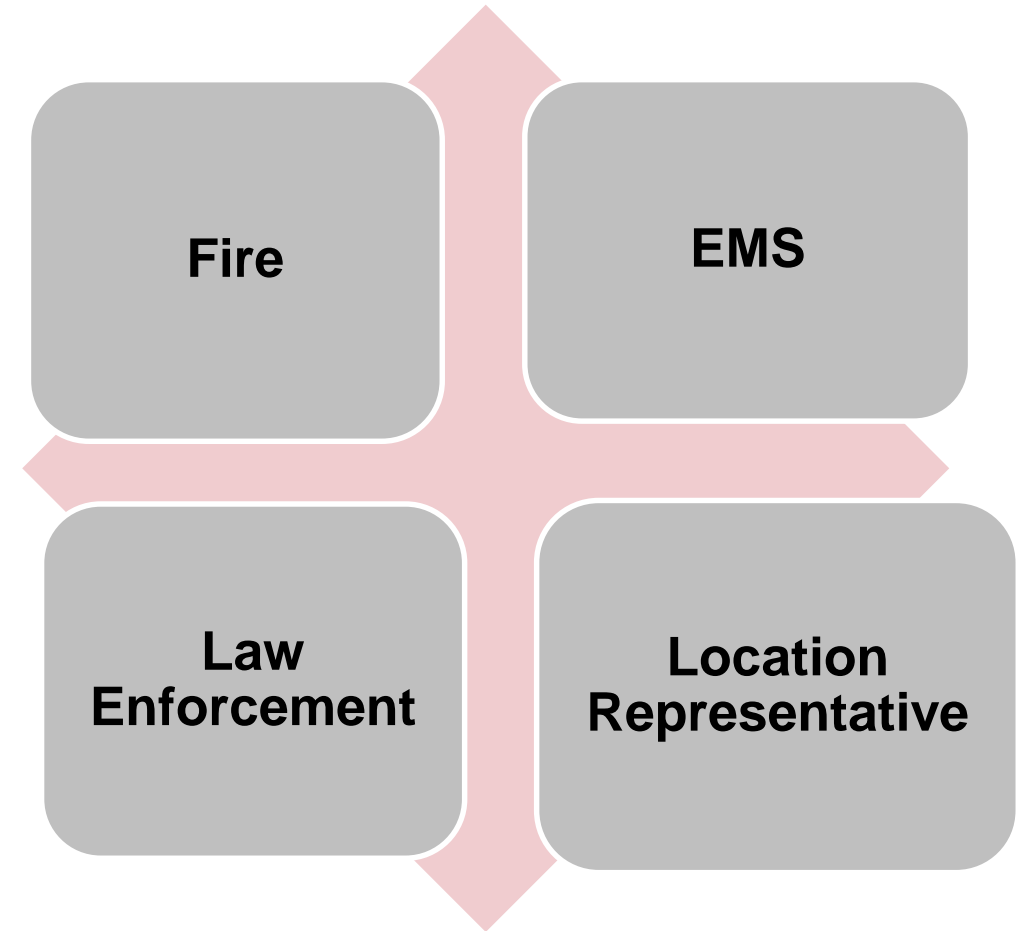 Fire
EMS
Law
Enforcement
Location
Representative